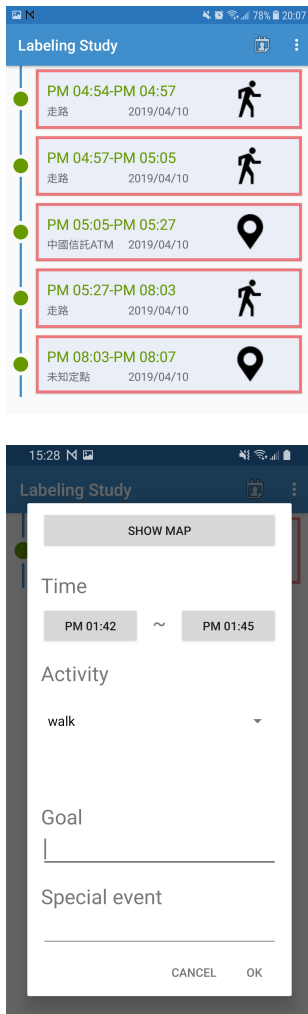 78% 20:07
Labeling Study
PM 04:54-PM 04:57
走路 2019/04/10
PM 04:57-PM 05:05
走路 2019/04/10
PM 05:05-PM 05:27
中國信託ATM 2019/04/10
PM 05:27-PM 08:03
走路 2019/04/10
PM 08:03-PM 08:07
未知定點 2019/04/10
15:28
Labeling Study
SHOW MAP
Time
PM 01:42 ~ PM 01:45
Activity
walk
Goal
Special event
CANCEL OK